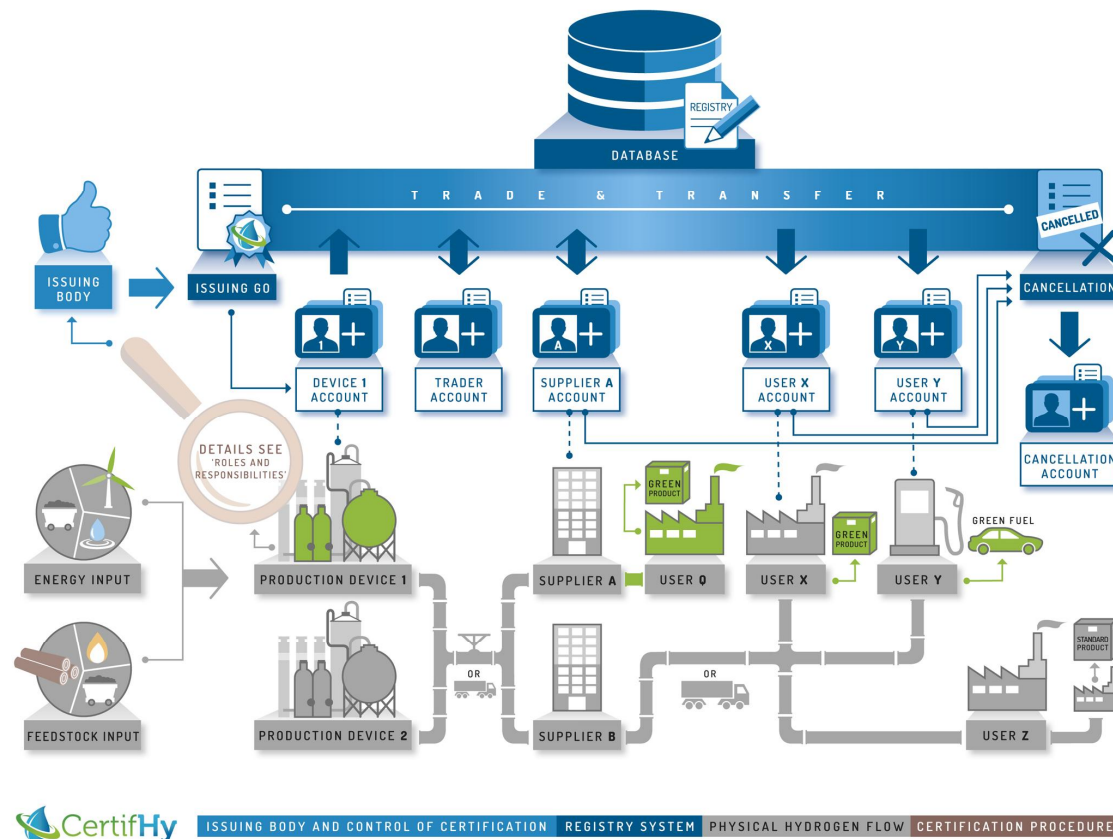 REGISTRY
DATABASE
TRADE & TRANSFER
CANCELLED
ISSUING
BODY
ISSUING GO
CANCELLATION
1
A
X
Y
DEVICE 1
ACCOUNT
TRADER
ACCOUNT
SUPPLIER A
ACCOUNT
USER X
ACCOUNT
USER Y
ACCOUNT
CANCELLATION
ACCOUNT
DETAILS SEE
'ROLES AND
RESPONSIBILITIES'
GREEN
PRODUCT
GREEN
PRODUCT
GREEN FUEL
ENERGY INPUT
PRODUCTION DEVICE 1
SUPPLIER A
USER Q
USER X
USER Y
OR
OR
STANDARD
PRODUCT
FEEDSTOCK INPUT
PRODUCTION DEVICE 2
SUPPLIER B
USER Z
CertifHy
ISSUING BODY AND CONTROL OF CERTIFICATION
REGISTRY SYSTEM
PHYSICAL HYDROGEN FLOW
CERTIFICATION PROCEDURE